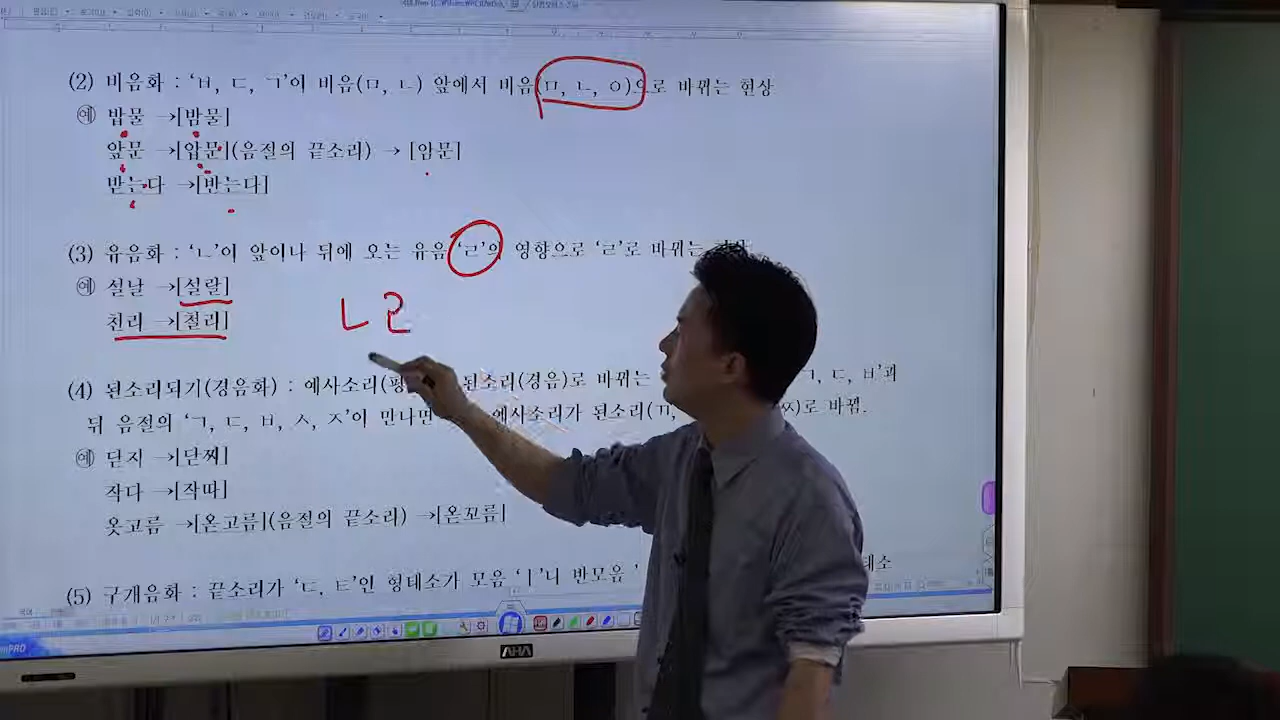 (2) 비음화 : 'ㅂ, ㄷ, ㄱ'이 비음(ㅁ, ㄴ) 앞에서 비음(ㅁ, ㄴ, ㅇ)으로 바뀌는 현상
예 밥물 →[밤물]
앞문 →[압문](음절의 끝소리) → [암문]
받는다 →[반는다]
(3) 유음화 : 'ㄴ'이 앞이나 뒤에 오는 유음 'ㄹ'의 영향으로 'ㄹ'로 바뀌는
예 설날 →[설랄]
천리 →[철리]
ㄴㄹ
(4) 된소리되기(경음화) : 예사소리( 된소리(경음)로 바뀌는 ㄱ, ㄷ, ㅂ'과
뒤 음절의 'ㄱ, ㄷ, ㅂ, ㅅ, ㅈ'이 만나면 예사소리가 된소리(ㄲ, ㅉ)로 바뀜.
예 닫지 →[닫찌]
작다 →[작따]
옷고름 →[옫고름](음절의 끝소리) →[옫꼬름]
(5) 구개음화 : 끝소리가 'ㄷ, ㅌ'인 형태소가 모음 'ㅣ'나 반모음 '
AHA